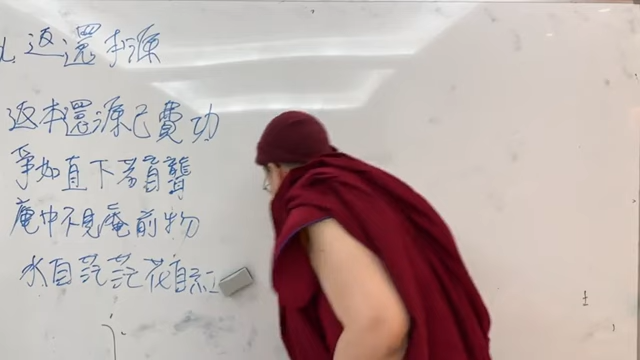 返還本源
返本還源已費功
爭如直下若盲聾
庵中不見庵前物
水自茫茫花自紅